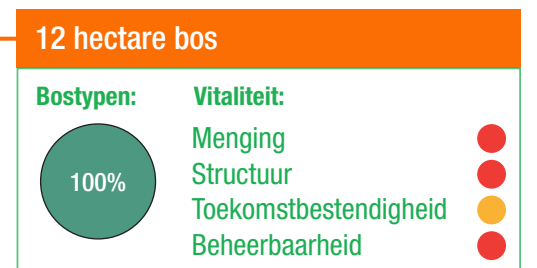 12 hectare bos
Bostypen:
100%
Vitaliteit:
Menging
Structuur
Toekomstbestendigheid
Beheerbaarheid